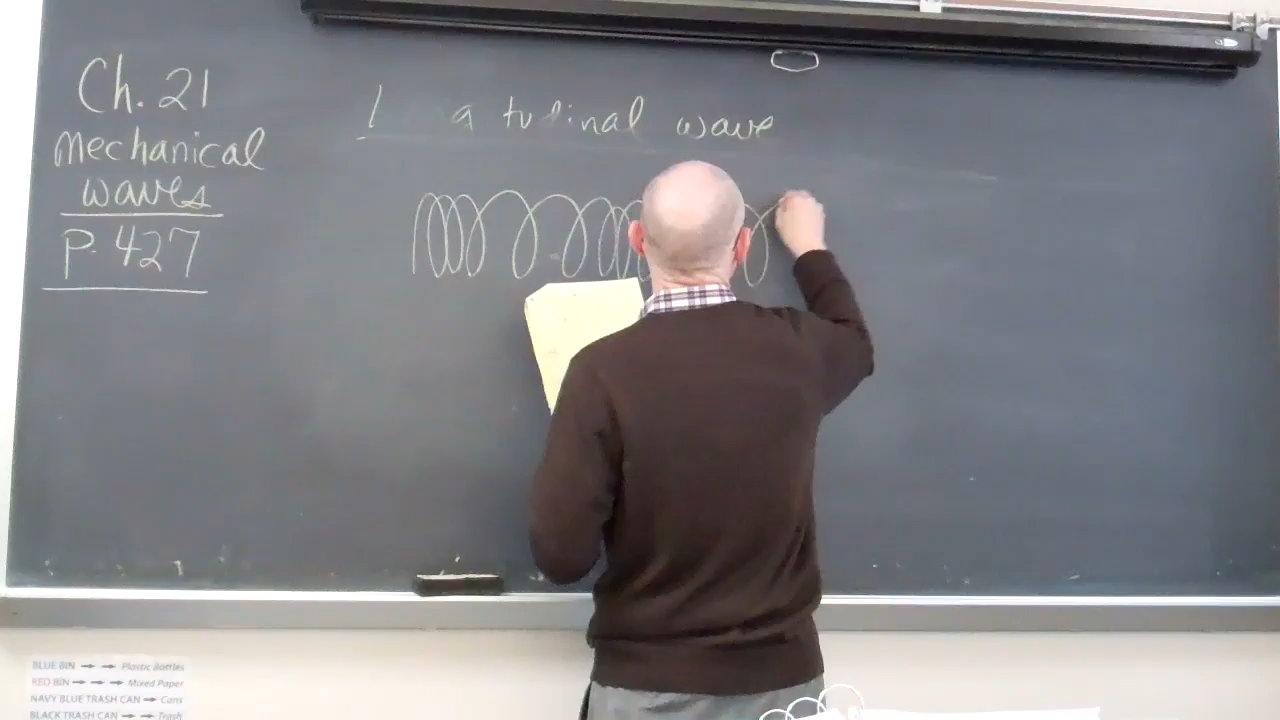 Ch. 21
mechanical
waves
P. 427
wave
BLUE BIN → → Plastic Bottles
RED BIN → → → Mixed Paper
NAVY BLUE TRASH CAN → Cans
BLACK TRASH CAN → → Trash